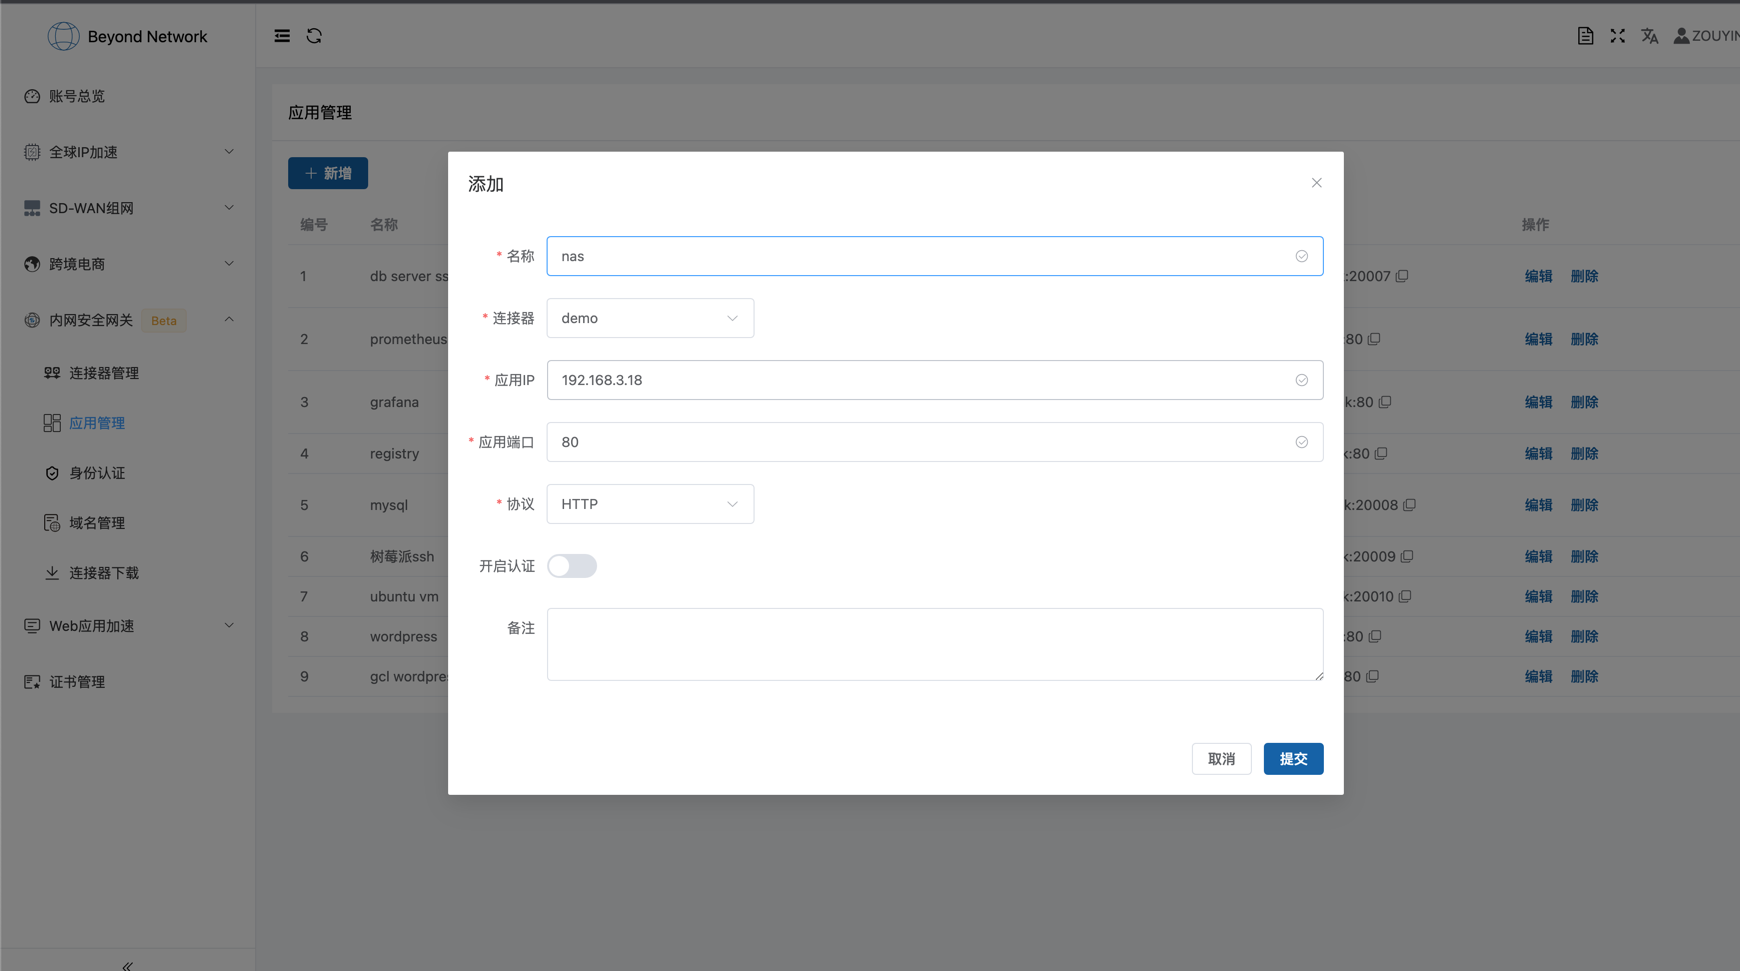 Beyond Network
ZOUYIN
账号总览
全球IP加速
SD-WAN组网
跨境电商
内网安全网关 Beta
连接器管理
应用管理
身份认证
域名管理
连接器下载
Web应用加速
证书管理
应用管理
+ 新增
编号 名称 操作
1 db server ss :20007 编辑 删除
2 prometheus :80 编辑 删除
3 grafana k:80 编辑 删除
4 registry k:80 编辑 删除
5 mysql k:20008 编辑 删除
6 树莓派ssh k:20009 编辑 删除
7 ubuntu vm k:20010 编辑 删除
8 wordpress :80 编辑 删除
9 gcl wordpre 80 编辑 删除
添加
* 名称 nas
* 连接器 demo
* 应用IP 192.168.3.18
* 应用端口 80
* 协议 HTTP
开启认证
备注
取消 提交